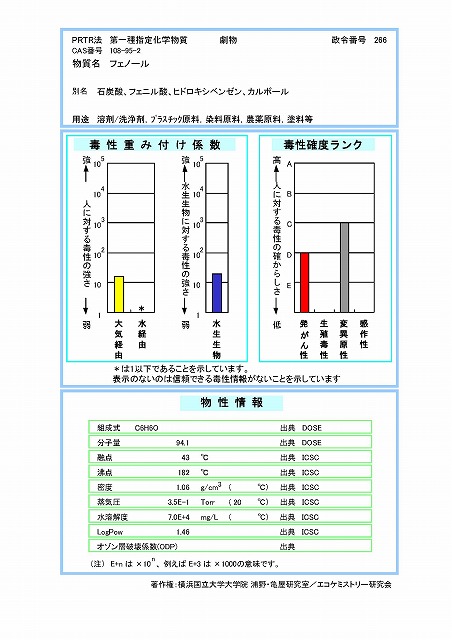 PRTR法 第一種指定化学物質 劇物 政令番号 266
CAS番号 108-95-2
物質名 フェノール
別名 石炭酸、フェニル酸、ヒドロキシベンゼン、カルボール
用途 溶剤/洗浄剤，プラスチック原料，染料原料，農薬原料，塗料等
毒性重み付け係数
強 10^5 10^4 10^3 10^2 10 1 弱
人に対する毒性の強さ
大気経由 水経由
*
強 10^5 10^4 10^3 10^2 10 1 弱
水生生物に対する毒性の強さ
水生生物
毒性確度ランク
高 A B C D E 低
人に対する毒性の確からしさ
発がん性 生殖毒性 変異原性 感作性
＊は1以下であることを示しています。
表示のないのは信頼できる毒性情報がないことを示しています
物性情報
組成式 C6H6O 出典 DOSE
分子量 94.1 出典 DOSE
融点 43 ℃ 出典 ICSC
沸点 182 ℃ 出典 ICSC
密度 1.06 g/cm3 ( ℃) 出典 ICSC
蒸気圧 3.5E-1 Torr (20 ℃) 出典 ICSC
水溶解度 7.0E+4 mg/L ( ℃) 出典 ICSC
LogPow 1.46 出典 ICSC
オゾン層破壊係数(ODP) 出典
（注） E+n は ×10^n、例えば E+3 は ×1000の意味です。
著作権：横浜国立大学大学院 浦野・亀屋研究室／エコケミストリー研究会